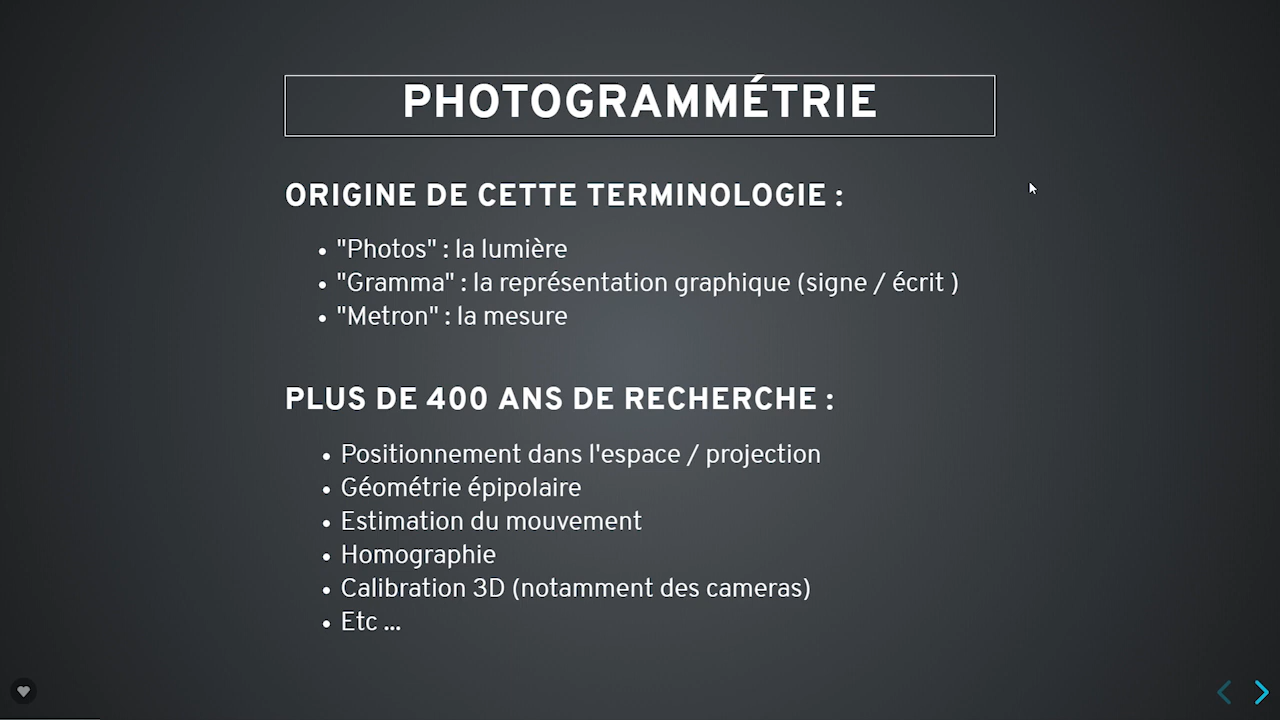 PHOTOGRAMMÉTRIE
ORIGINE DE CETTE TERMINOLOGIE :
• "Photos" : la lumière
• "Gramma" : la représentation graphique (signe / écrit )
• "Metron" : la mesure
PLUS DE 400 ANS DE RECHERCHE :
• Positionnement dans l'espace / projection
• Géométrie épipolaire
• Estimation du mouvement
• Homographie
• Calibration 3D (notamment des cameras)
• Etc ...